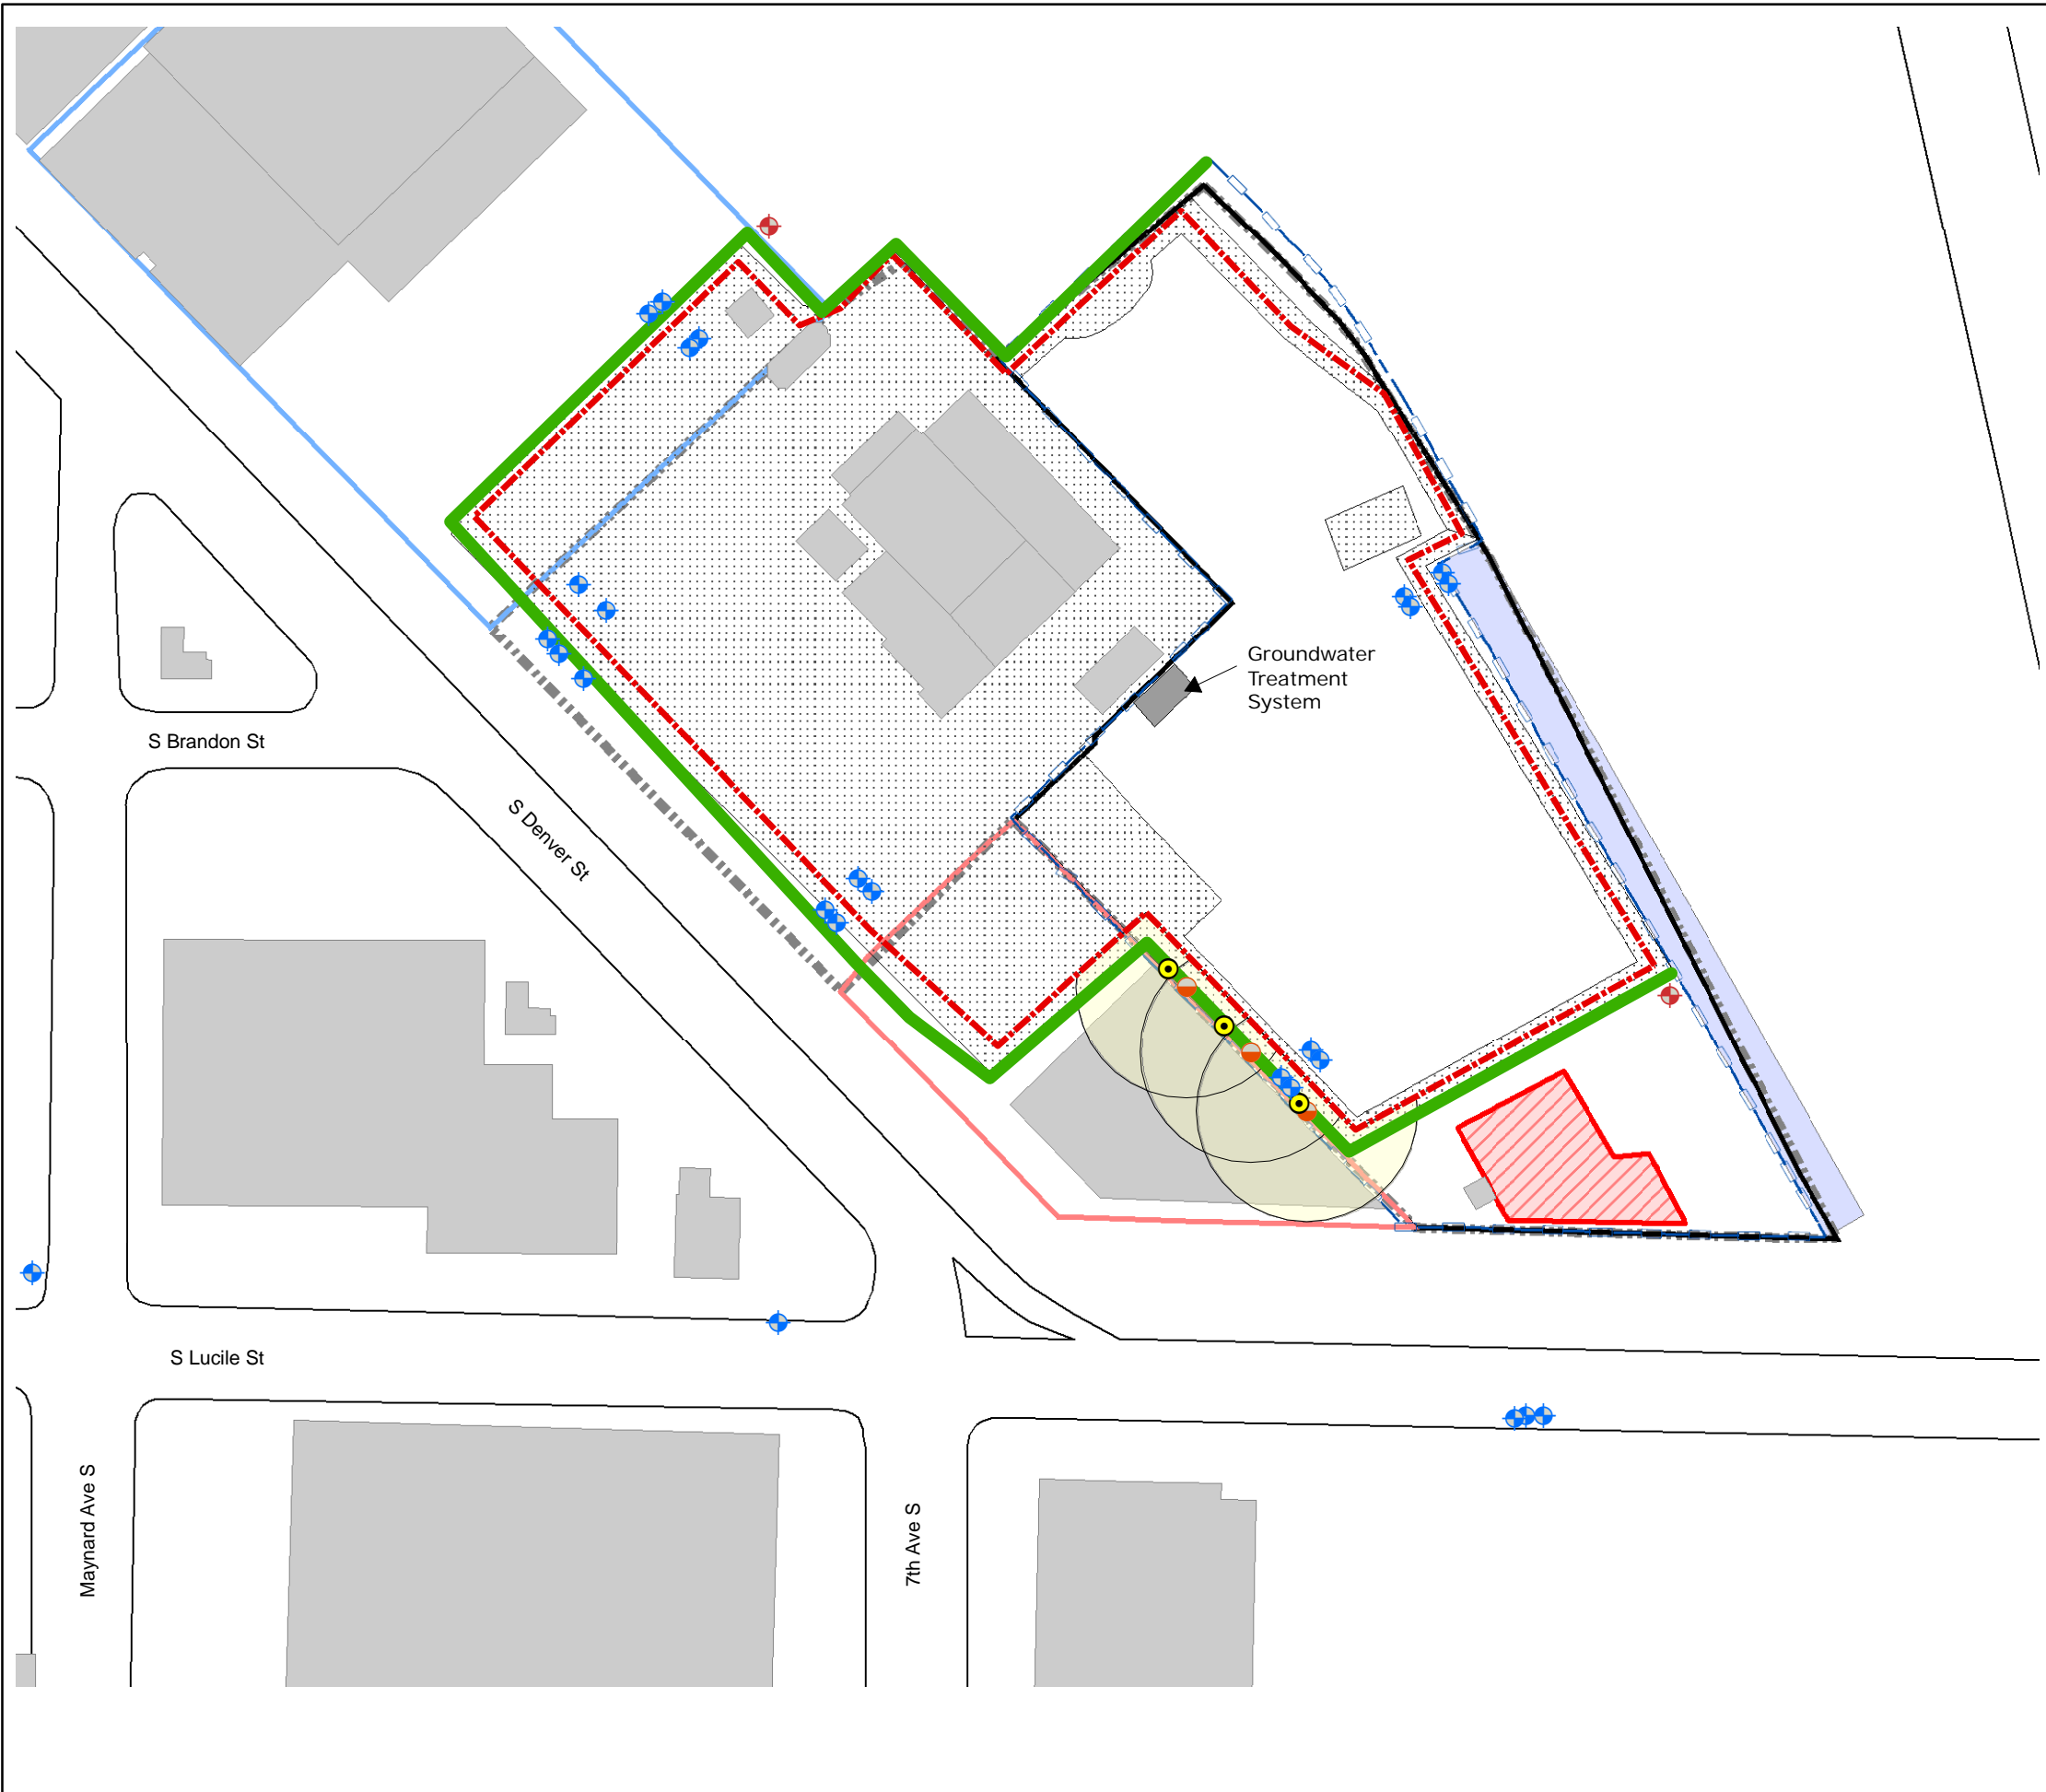 Groundwater
Treatment
System
S Brandon St
S Denver St
S Lucile St
Maynard Ave S
7th Ave S